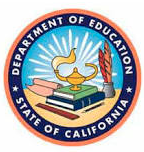 DEPARTMENT OF EDUCATION
STATE OF CALIFORNIA